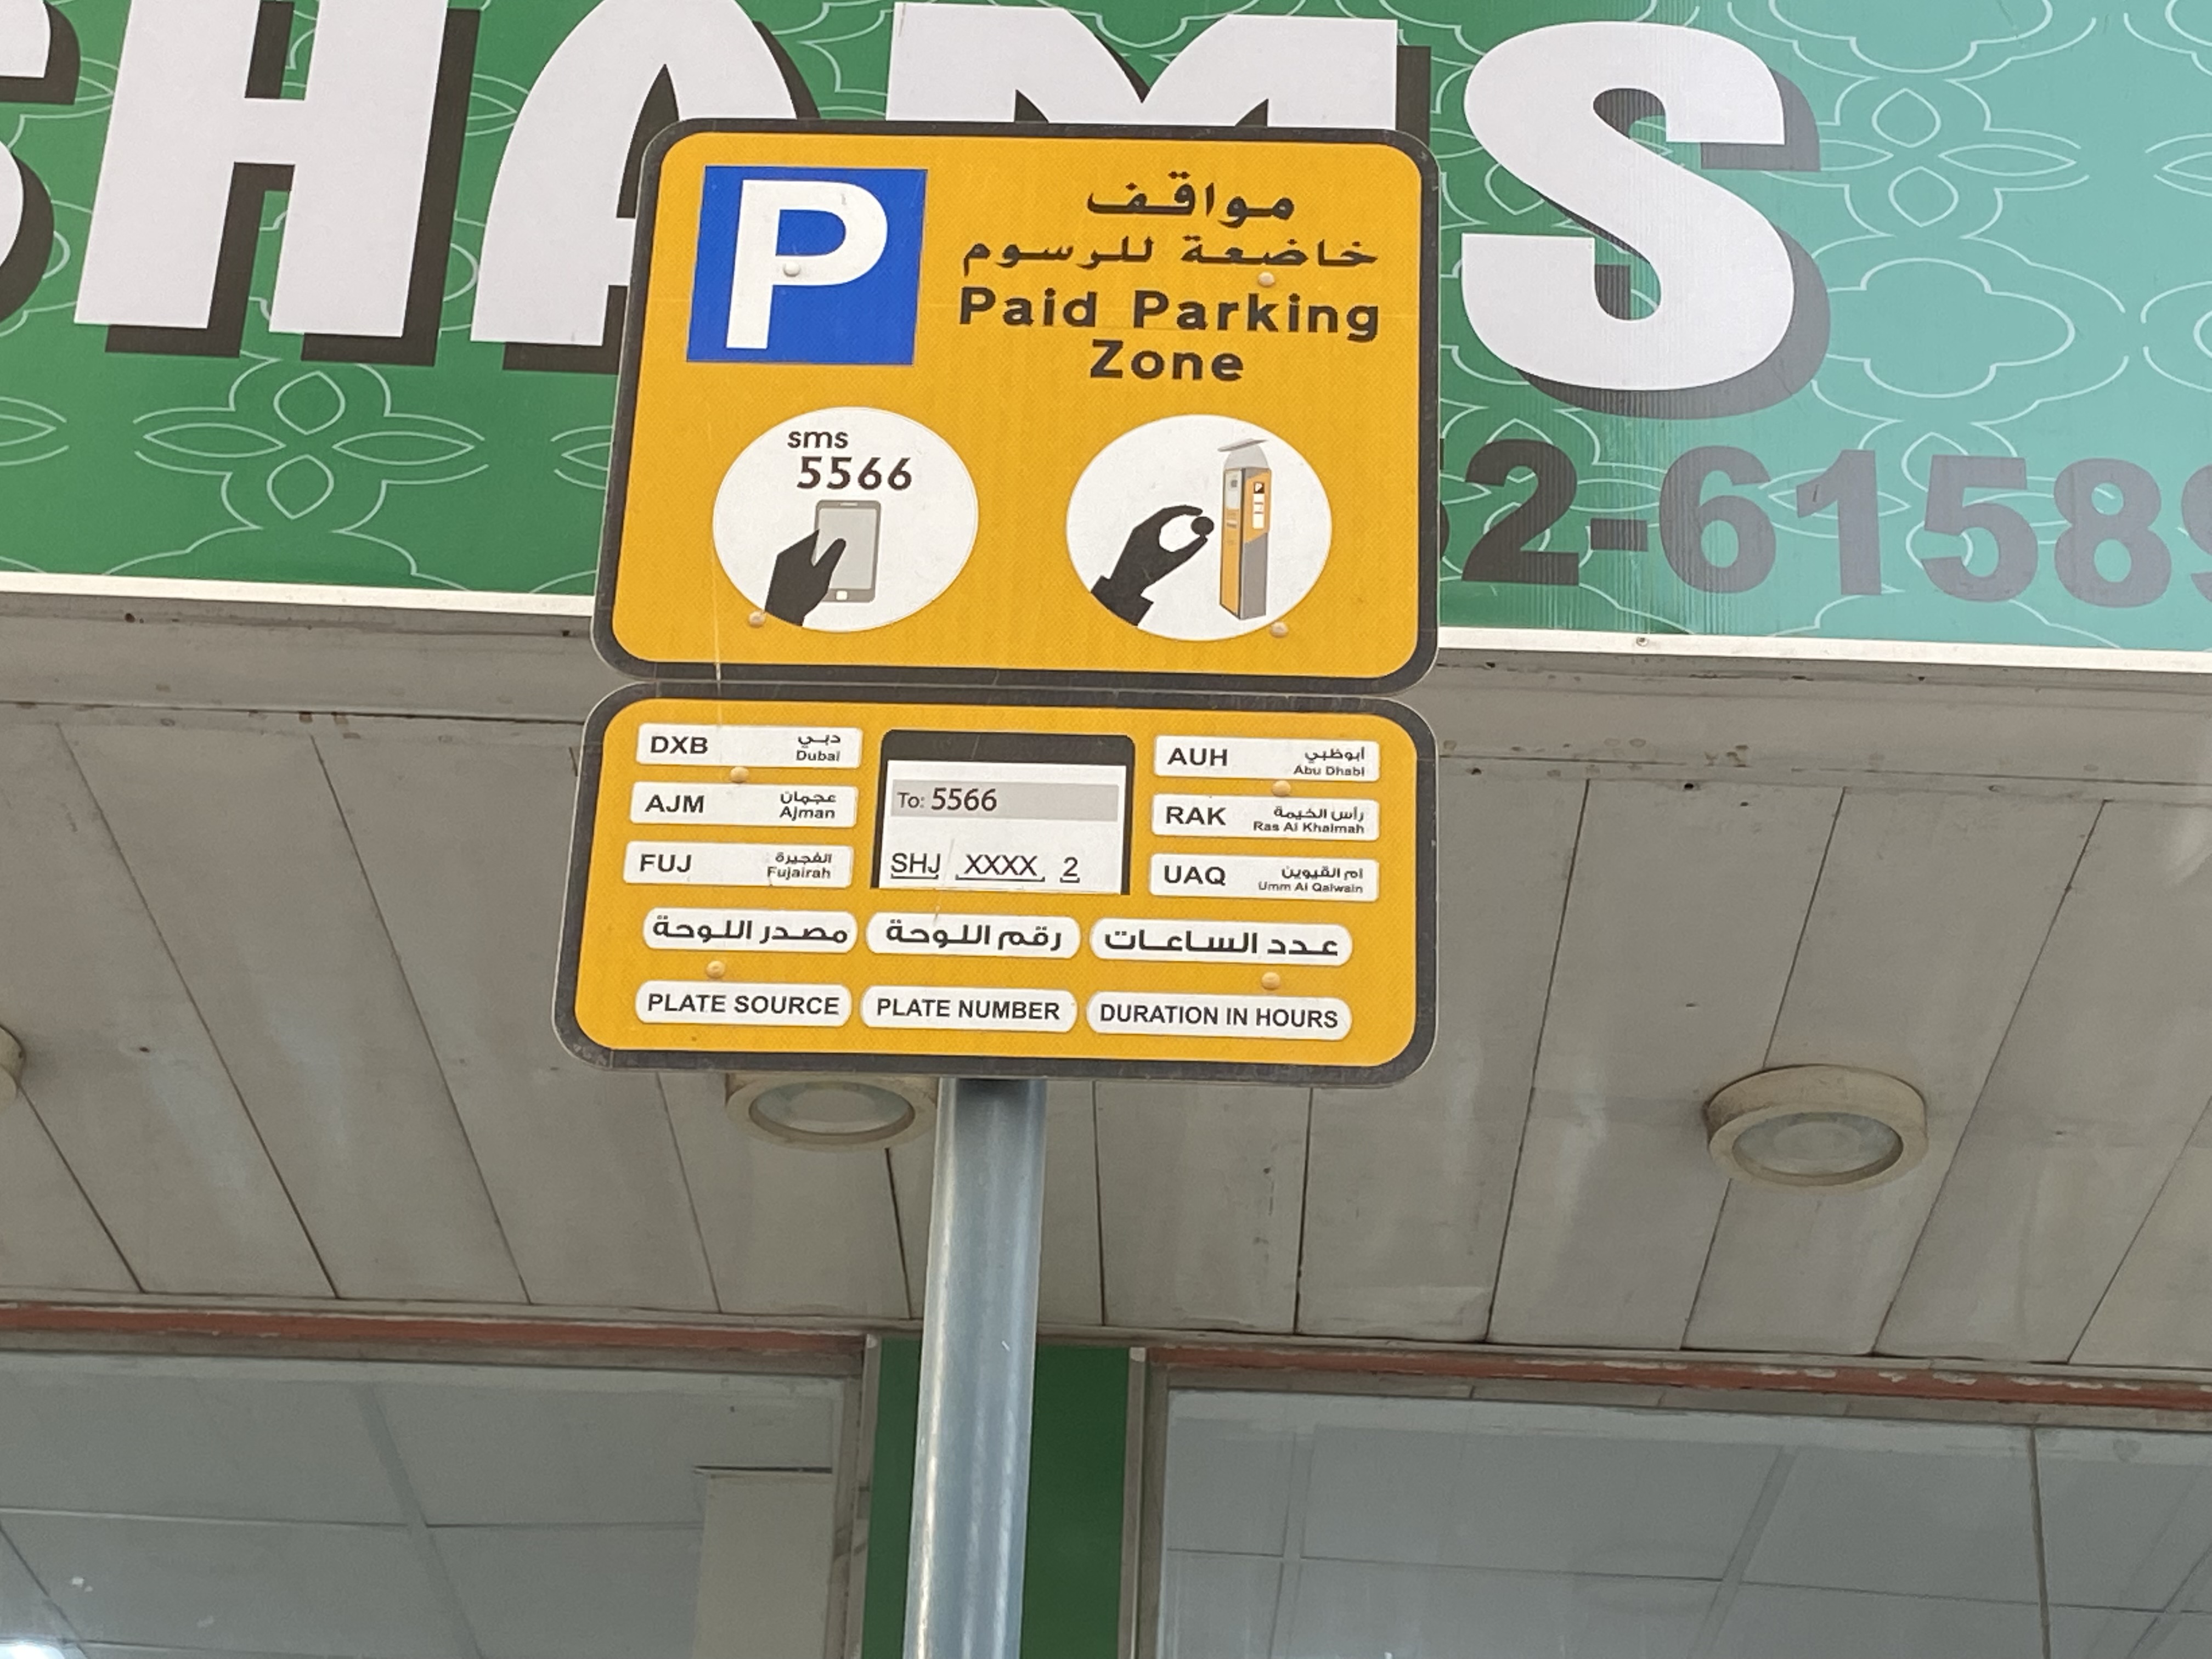 SHAMS
52-61589
P
مواقف
خاضعة للرسوم
Paid Parking
Zone
sms
5566
DXB دبي
Dubai
AJM عجمان
Ajman
FUJ الفجيرة
Fujairah
To: 5566
SHJ XXXX 2
AUH أبوظبي
Abu Dhabi
RAK رأس الخيمة
Ras Al Khaimah
UAQ أم القيوين
Umm Al Qaiwain
مصدر اللوحة رقم اللوحة عدد الساعات
PLATE SOURCE PLATE NUMBER DURATION IN HOURS